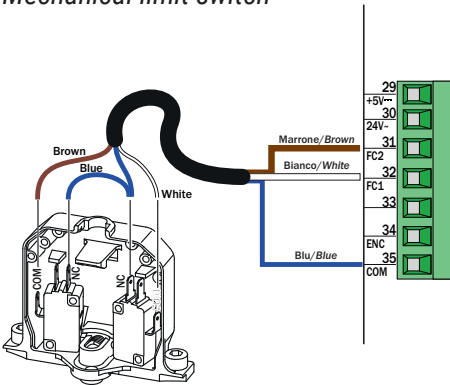 Mechanical limit switch
29
+5V
30
24V~
Marrone/Brown
31
FC2
Bianco/White
32
FC1
33
34
ENC
Blu/Blue
35
COM
Brown
Blue
White
COM
NC
NC